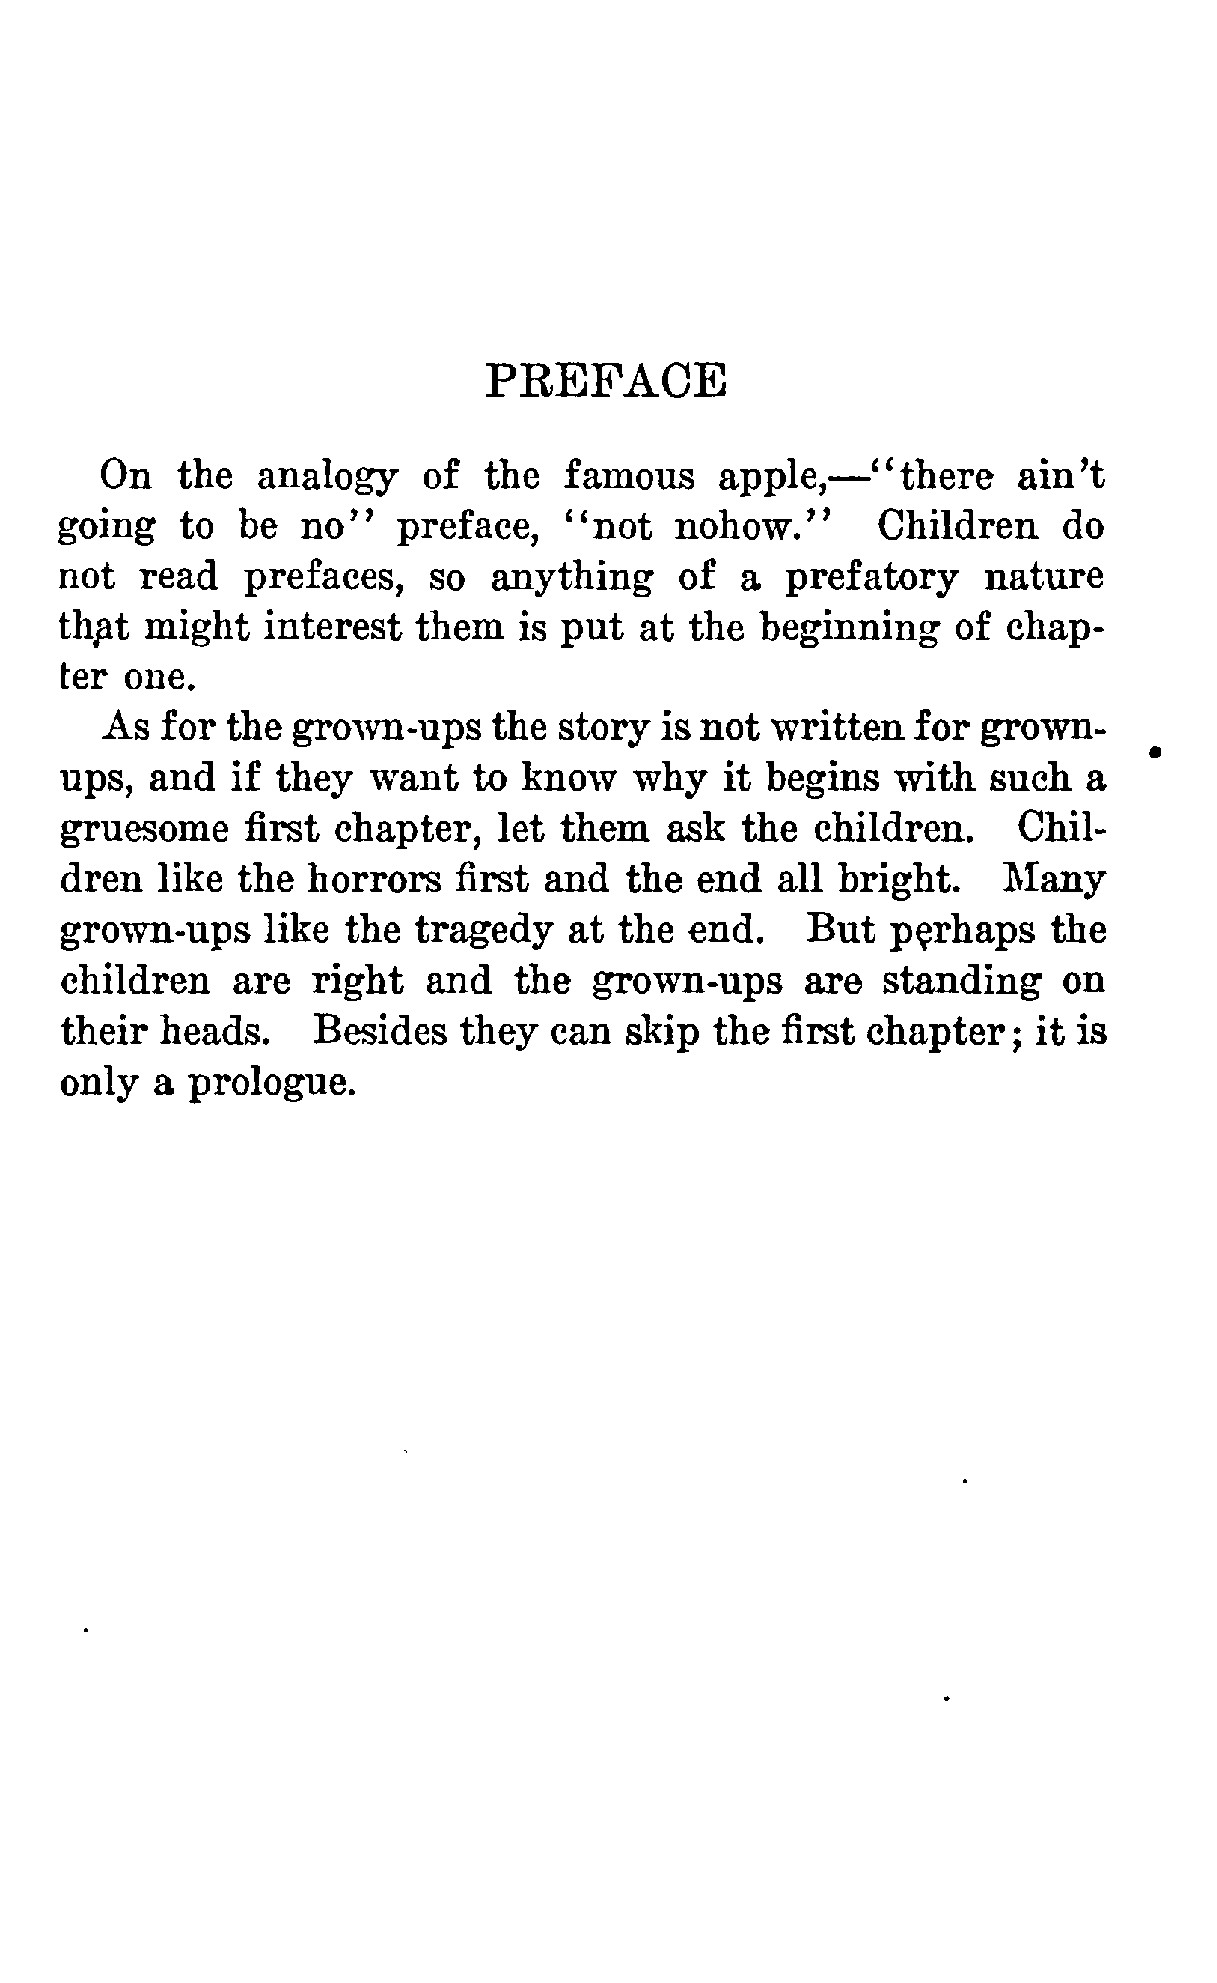 PREFACE
On the analogy of the famous apple,—"there ain't
going to be no" preface, "not nohow." Children do
not read prefaces, so anything of a prefatory nature
that might interest them is put at the beginning of chap-
ter one.
As for the grown-ups the story is not written for grown-
ups, and if they want to know why it begins with such a
gruesome first chapter, let them ask the children. Chil-
dren like the horrors first and the end all bright. Many
grown-ups like the tragedy at the end. But perhaps the
children are right and the grown-ups are standing on
their heads. Besides they can skip the first chapter; it is
only a prologue.